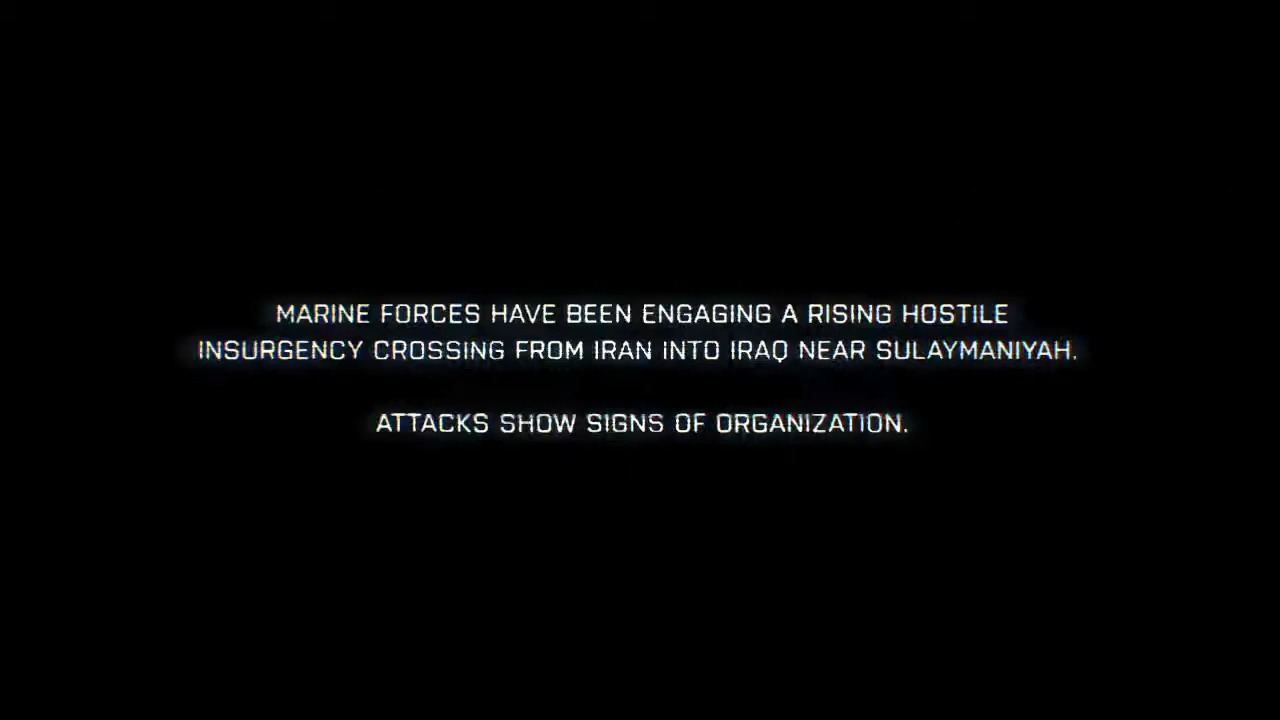 MARINE FORCES HAVE BEEN ENGAGING A RISING HOSTILE
INSURGENCY CROSSING FROM IRAN INTO IRAQ NEAR SULAYMANIYAH.
ATTACKS SHOW SIGNS OF ORGANIZATION.